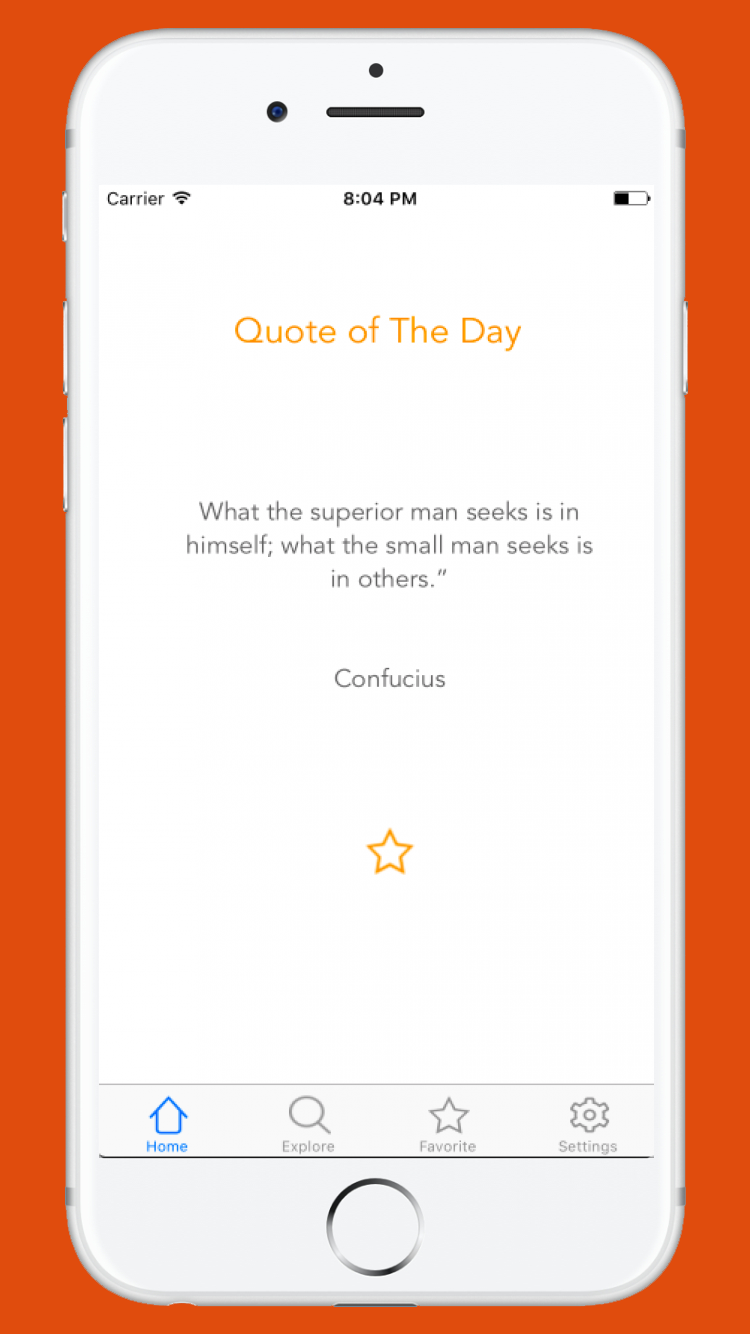 Carrier 8:04 PM
Quote of The Day
What the superior man seeks is in
himself; what the small man seeks is
in others.”
Confucius
Home Explore Favorite Settings